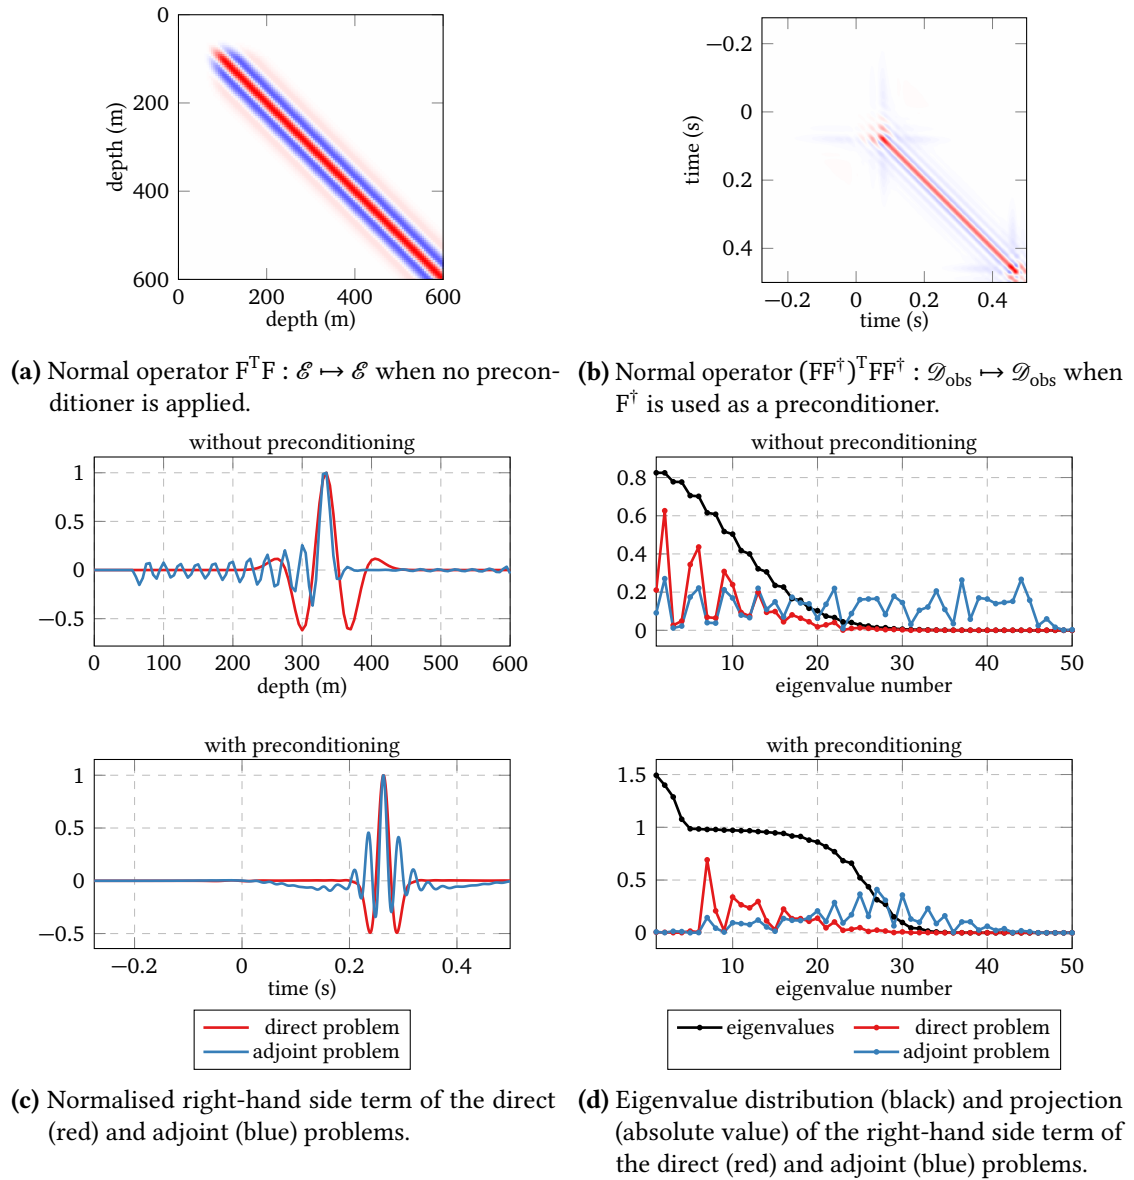 0
200
400
600
depth (m)
0
200
400
600
depth (m)
−0.2
0
0.2
0.4
time (s)
−0.2
0
0.2
0.4
time (s)
(a) Normal operator FᵀF : ℰ ↦ ℰ when no precon-
ditioner is applied.
(b) Normal operator (FF†)ᵀFF† : 𝒟obs ↦ 𝒟obs when
F† is used as a preconditioner.
without preconditioning
1
0.5
0
−0.5
0
100
200
300
400
500
600
depth (m)
without preconditioning
0.8
0.6
0.4
0.2
0
10
20
30
40
50
eigenvalue number
with preconditioning
1
0.5
0
−0.5
−0.2
0
0.2
0.4
time (s)
with preconditioning
1.5
1
0.5
0
10
20
30
40
50
eigenvalue number
direct problem
adjoint problem
eigenvalues
direct problem
adjoint problem
(c) Normalised right-hand side term of the direct
(red) and adjoint (blue) problems.
(d) Eigenvalue distribution (black) and projection
(absolute value) of the right-hand side term of
the direct (red) and adjoint (blue) problems.